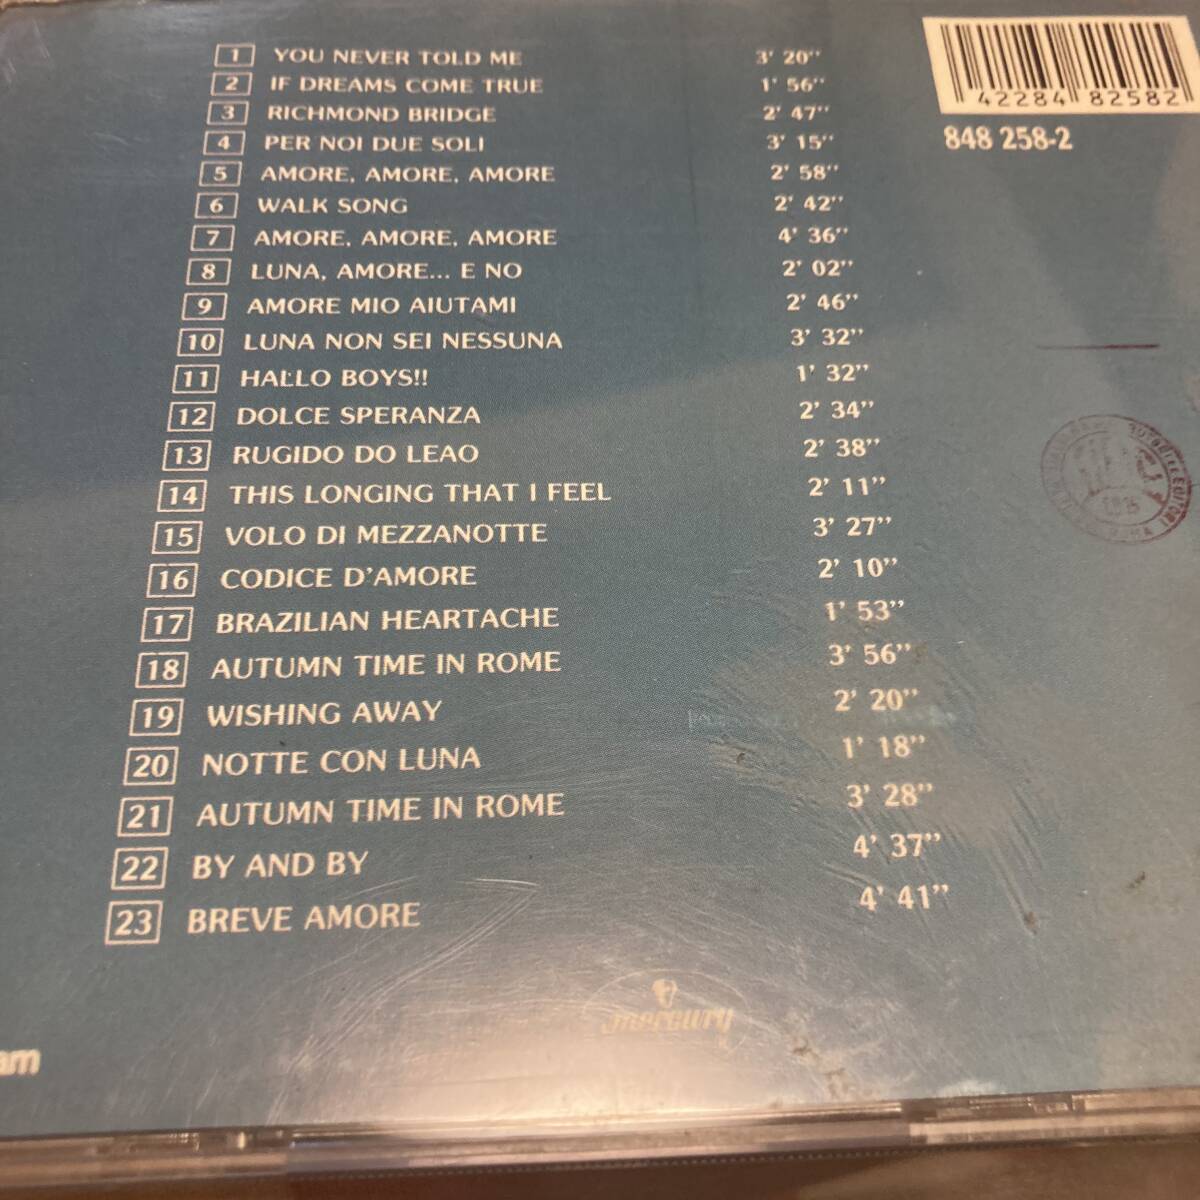 1 YOU NEVER TOLD ME 3' 20"
2 IF DREAMS COME TRUE 1' 56"
3 RICHMOND BRIDGE 2' 47"
4 PER NOI DUE SOLI 3' 15"
5 AMORE, AMORE, AMORE 2' 58"
6 WALK SONG 2' 42"
7 AMORE, AMORE, AMORE 4' 36"
8 LUNA, AMORE... E NO 2' 02"
9 AMORE MIO AIUTAMI 2' 46"
10 LUNA NON SEI NESSUNA 3' 32"
11 HALLO BOYS!! 1' 32"
12 DOLCE SPERANZA 2' 34"
13 RUGIDO DO LEAO 2' 38"
14 THIS LONGING THAT I FEEL 2' 11"
15 VOLO DI MEZZANOTTE 3' 27"
16 CODICE D'AMORE 2' 10"
17 BRAZILIAN HEARTACHE 1' 53"
18 AUTUMN TIME IN ROME 3' 56"
19 WISHING AWAY 2' 20"
20 NOTTE CON LUNA 1' 18"
21 AUTUMN TIME IN ROME 3' 28"
22 BY AND BY 4' 37"
23 BREVE AMORE 4' 41"
42284 82582
848 258-2
mercury
am